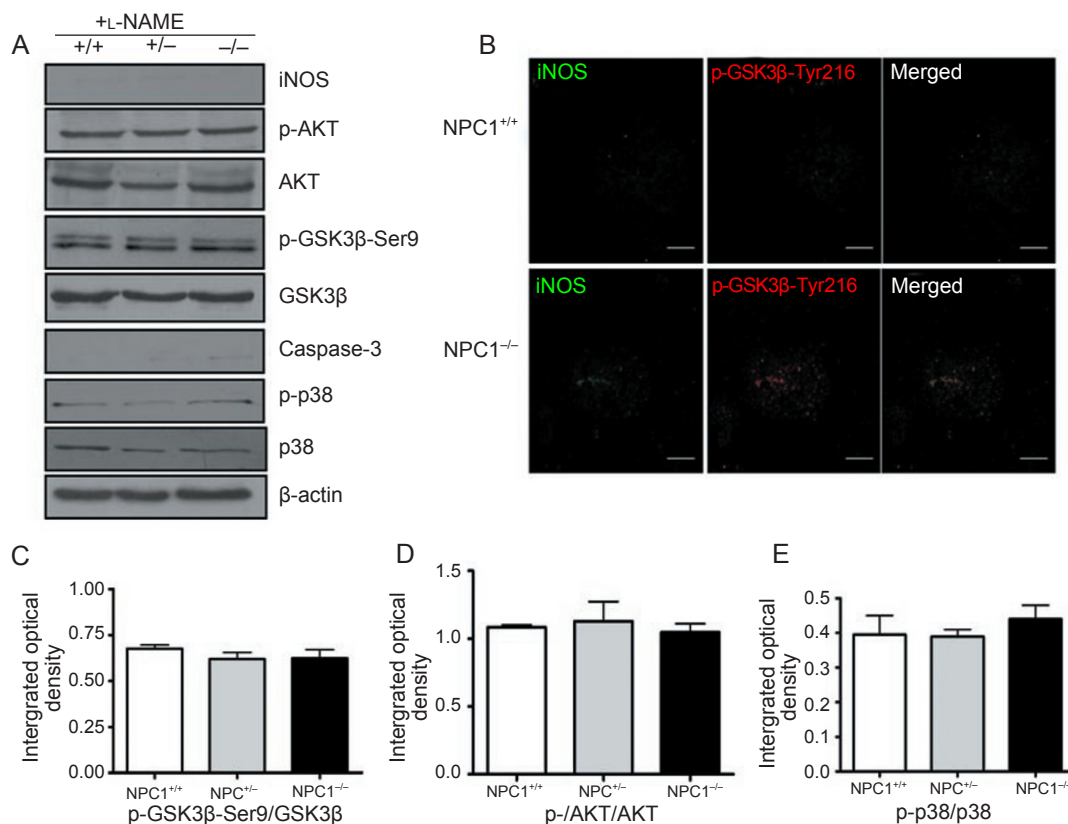 A
+L-NAME
+/+ +/– –/–
iNOS
p-AKT
AKT
p-GSK3β-Ser9
GSK3β
Caspase-3
p-p38
p38
β-actin
B
iNOS p-GSK3β-Tyr216 Merged
NPC1+/+
iNOS p-GSK3β-Tyr216 Merged
NPC1–/–
C
Intergrated optical
density
1.00
0.75
0.50
0.25
0.00
NPC1+/+ NPC+/– NPC1–/–
p-GSK3β-Ser9/GSK3β
D
Intergrated optical
density
1.5
1.0
0.5
0.0
NPC1+/+ NPC+/– NPC1–/–
p-/AKT/AKT
E
Intergrated optical
density
0.5
0.4
0.3
0.2
0.1
0.0
NPC1+/+ NPC+/– NPC1–/–
p-p38/p38